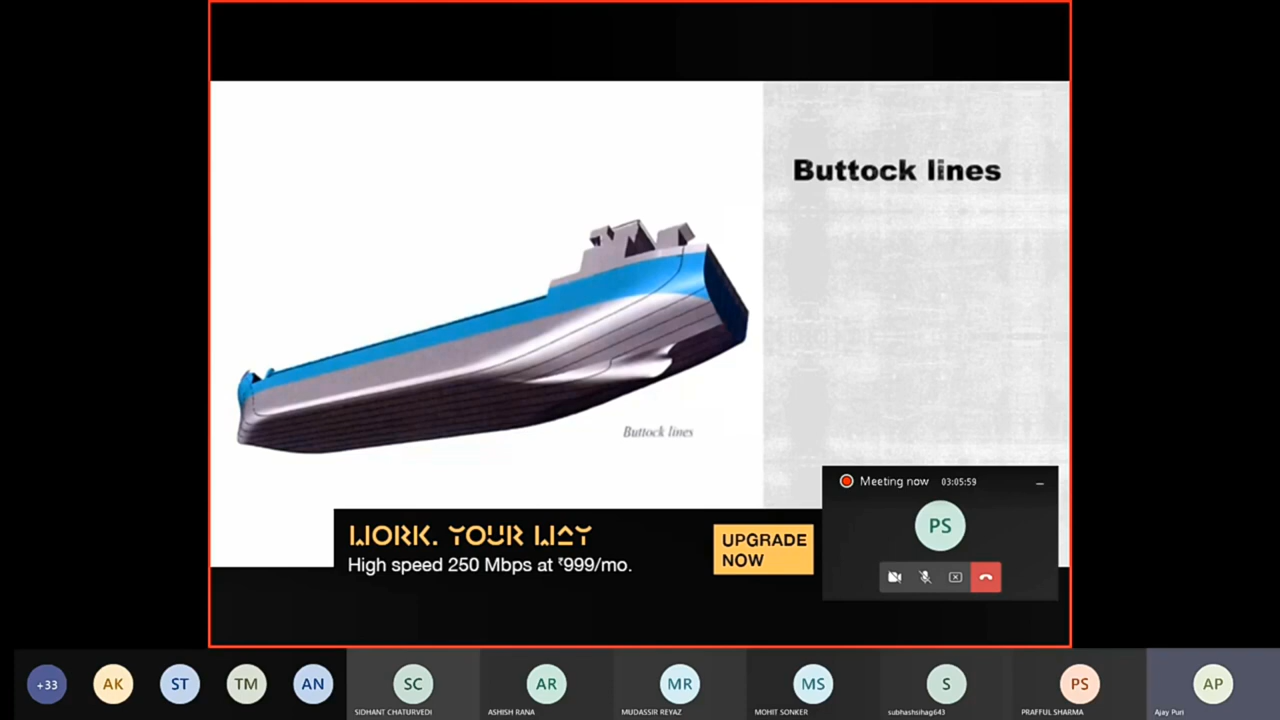 Buttock lines
Buttock lines
WORK. YOUR WAY
High speed 250 Mbps at ₹999/mo.
UPGRADE
NOW
Meeting now 03:05:59
PS
+33
AK
ST
TM
AN
SC
AR
MR
MS
S
PS
AP
SIDHANT CHATURVEDI
ASHISH RANA
MUDASSIR REYAZ
MOHIT SONKER
subhashsihag643
PRAFFUL SHARMA
Ajay Puri